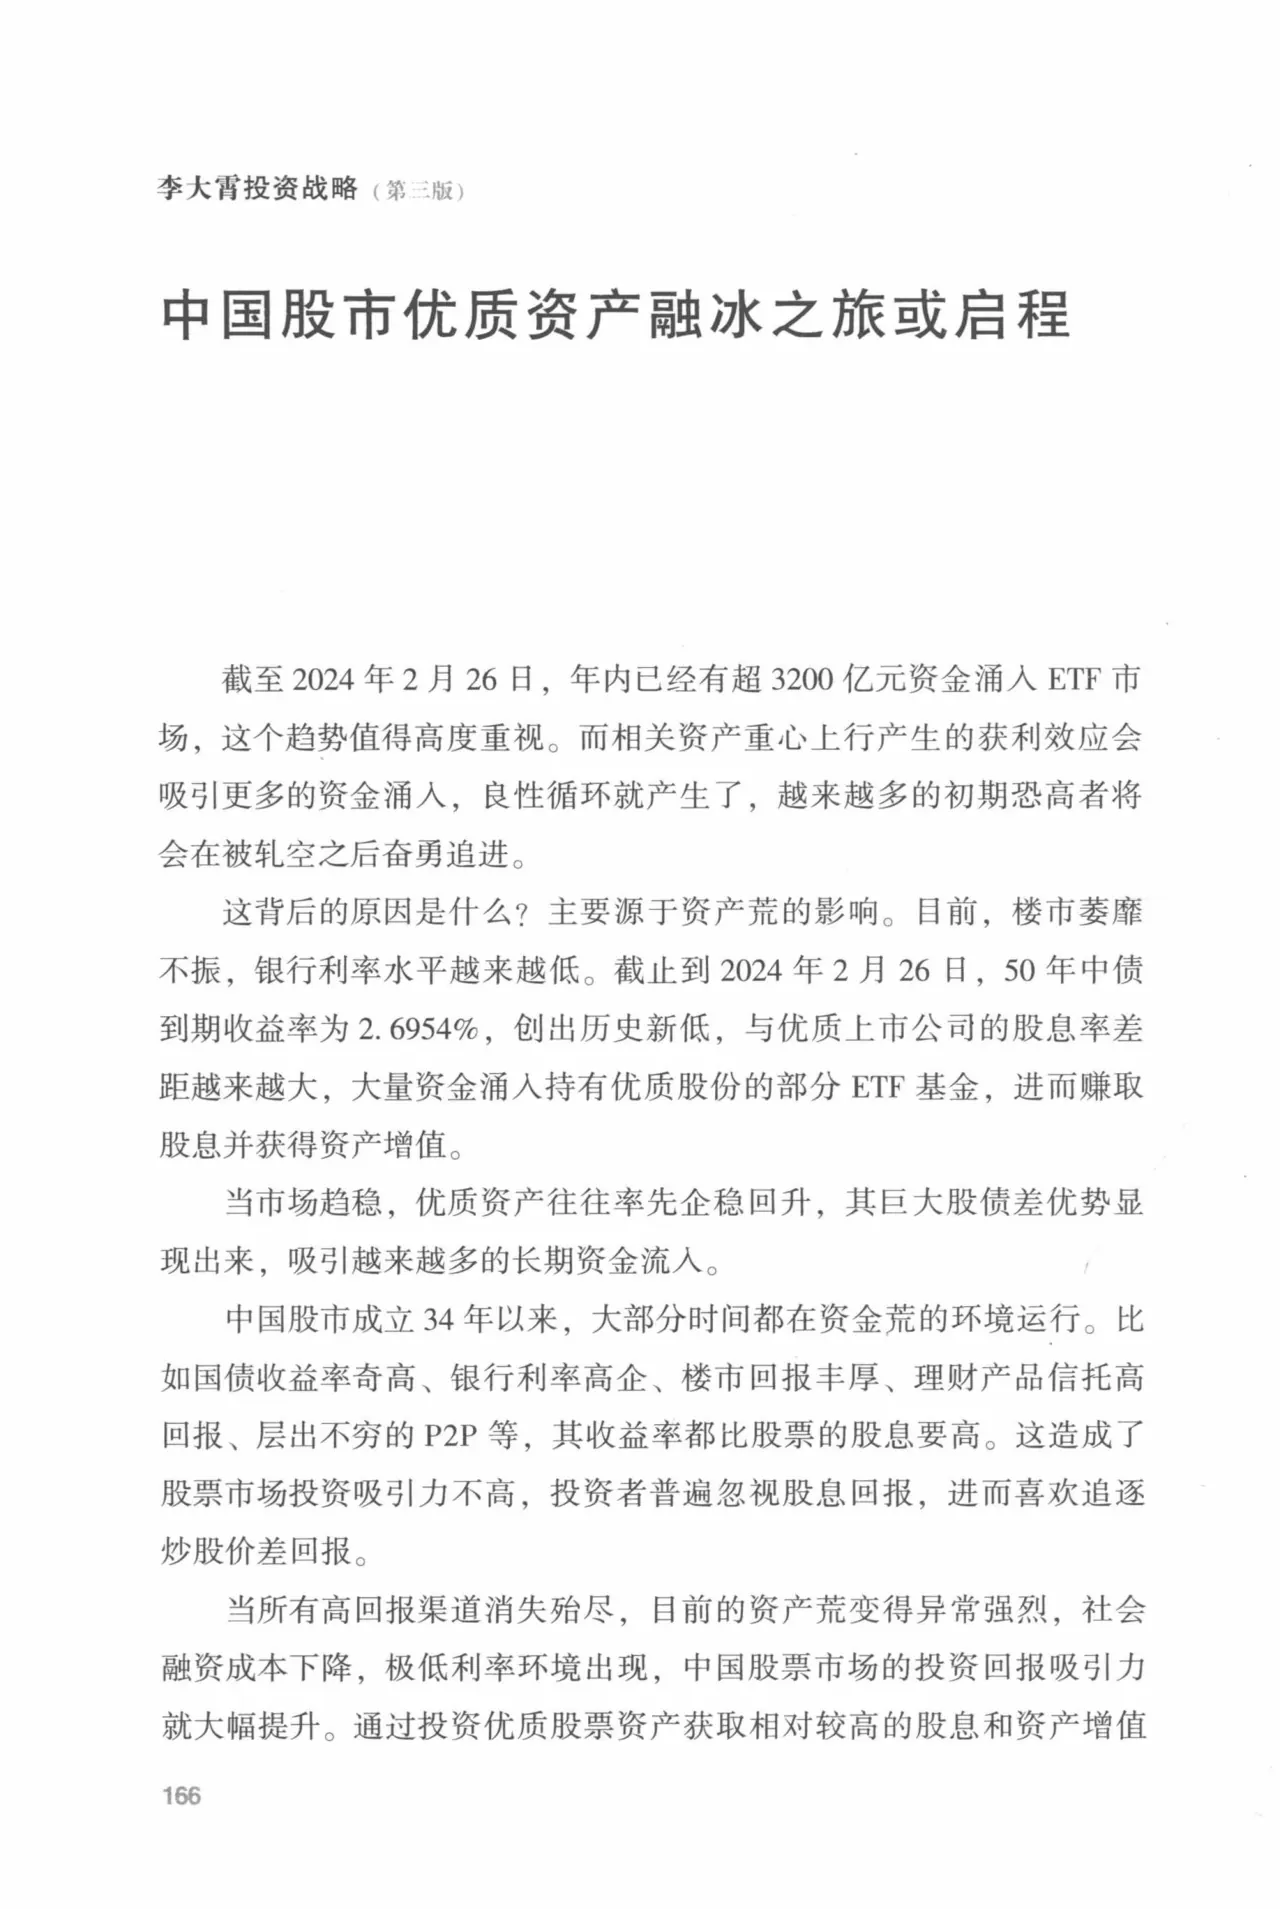 李大霄投资战略（第三版）
中国股市优质资产融冰之旅或启程
截至 2024 年 2 月 26 日，年内已经有超 3200 亿元资金涌入 ETF 市
场，这个趋势值得高度重视。而相关资产重心上行产生的获利效应会
吸引更多的资金涌入，良性循环就产生了，越来越多的初期恐高者将
会在被轧空之后奋勇追进。
这背后的原因是什么？主要源于资产荒的影响。目前，楼市萎靡
不振，银行利率水平越来越低。截止到 2024 年 2 月 26 日，50 年中债
到期收益率为 2.6954%，创出历史新低，与优质上市公司的股息率差
距越来越大，大量资金涌入持有优质股份的部分 ETF 基金，进而赚取
股息并获得资产增值。
当市场趋稳，优质资产往往率先企稳回升，其巨大股债差优势显
现出来，吸引越来越多的长期资金流入。
中国股市成立 34 年以来，大部分时间都在资金荒的环境运行。比
如国债收益率奇高、银行利率高企、楼市回报丰厚、理财产品信托高
回报、层出不穷的 P2P 等，其收益率都比股票的股息要高。这造成了
股票市场投资吸引力不高，投资者普遍忽视股息回报，进而喜欢追逐
炒股价差回报。
当所有高回报渠道消失殆尽，目前的资产荒变得异常强烈，社会
融资成本下降，极低利率环境出现，中国股票市场的投资回报吸引力
就大幅提升。通过投资优质股票资产获取相对较高的股息和资产增值
166